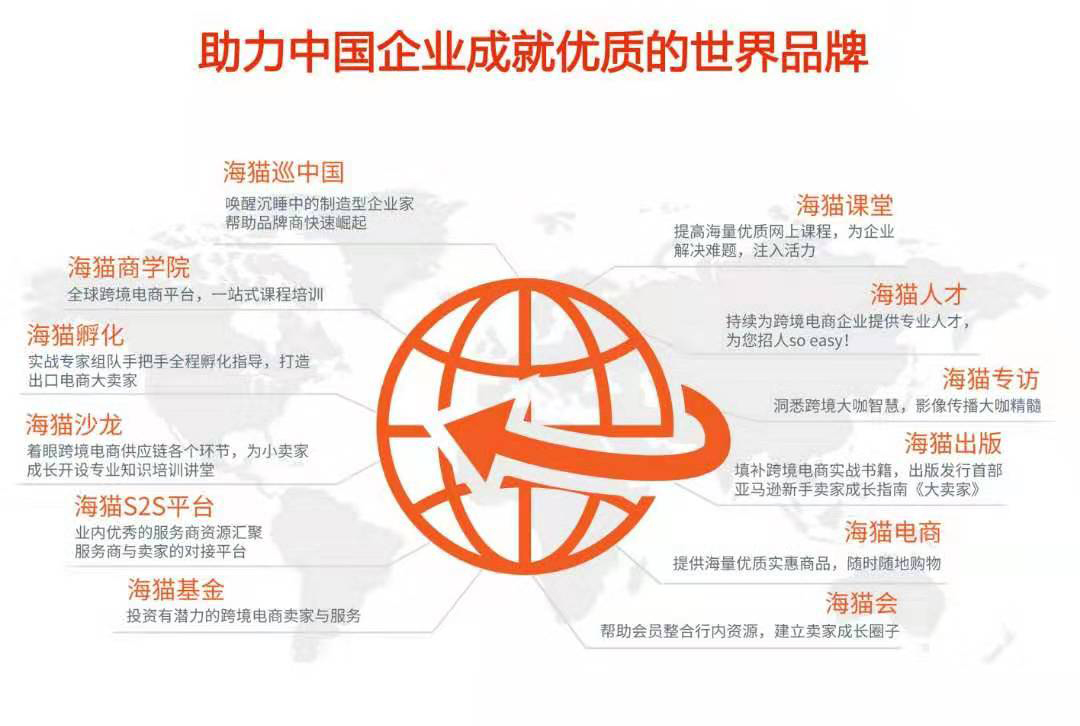 助力中国企业成就优质的世界品牌
海猫巡中国
唤醒沉睡中的制造型企业家
帮助品牌商快速崛起
海猫商学院
全球跨境电商平台，一站式课程培训
海猫孵化
实战专家组队手把手全程孵化指导，打造
出口电商大卖家
海猫沙龙
着眼跨境电商供应链各个环节，为小卖家
成长开设专业知识培训讲堂
海猫S2S平台
业内优秀的服务商资源汇聚
服务商与卖家的对接平台
海猫基金
投资有潜力的跨境电商卖家与服务
海猫课堂
提高海量优质网上课程，为企业
解决难题，注入活力
海猫人才
持续为跨境电商企业提供专业人才，
为您招人so easy！
海猫专访
洞悉跨境大咖智慧，影像传播大咖精髓
海猫出版
填补跨境电商实战书籍，出版发行首部
亚马逊新手卖家成长指南《大卖家》
海猫电商
提供海量优质实惠商品，随时随地购物
海猫会
帮助会员整合行内资源，建立卖家成长圈子